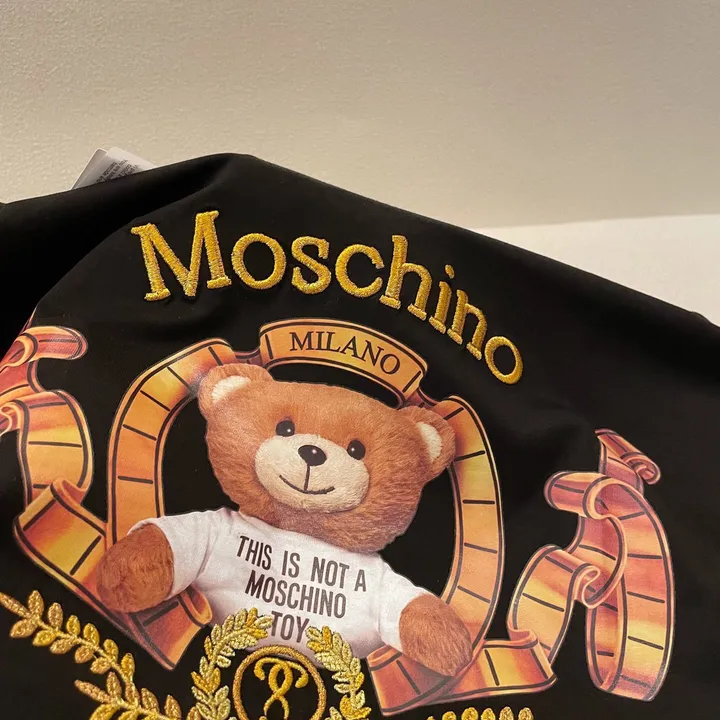 Moschino
MILANO
THIS IS NOT A
MOSCHINO
TOY